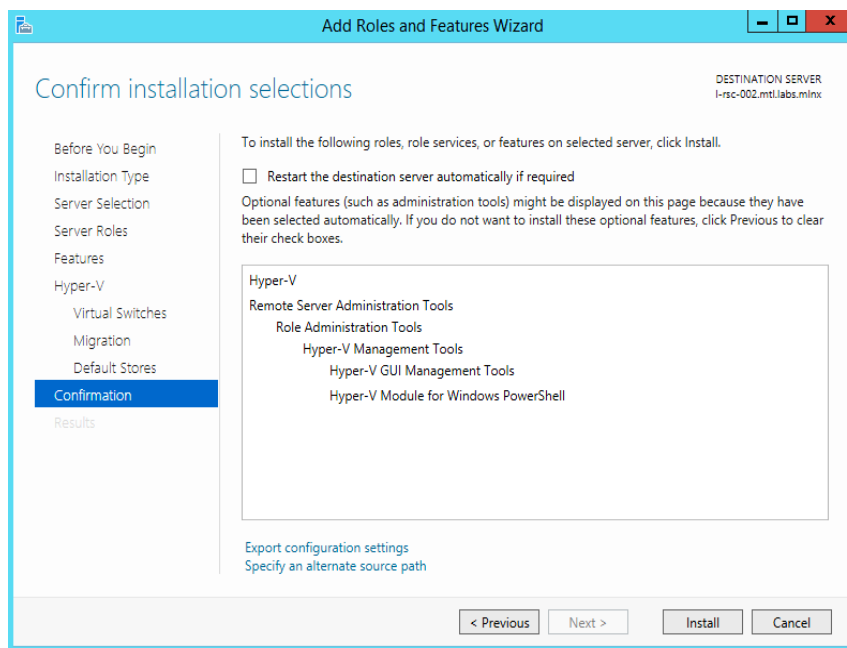 Add Roles and Features Wizard
Confirm installation selections
DESTINATION SERVER
l-rsc-002.mtl.labs.mlnx
Before You Begin
Installation Type
Server Selection
Server Roles
Features
Hyper-V
Virtual Switches
Migration
Default Stores
Confirmation
Results
To install the following roles, role services, or features on selected server, click Install.
Restart the destination server automatically if required
Optional features (such as administration tools) might be displayed on this page because they have
been selected automatically. If you do not want to install these optional features, click Previous to clear
their check boxes.
Hyper-V
Remote Server Administration Tools
Role Administration Tools
Hyper-V Management Tools
Hyper-V GUI Management Tools
Hyper-V Module for Windows PowerShell
Export configuration settings
Specify an alternate source path
< Previous
Next >
Install
Cancel